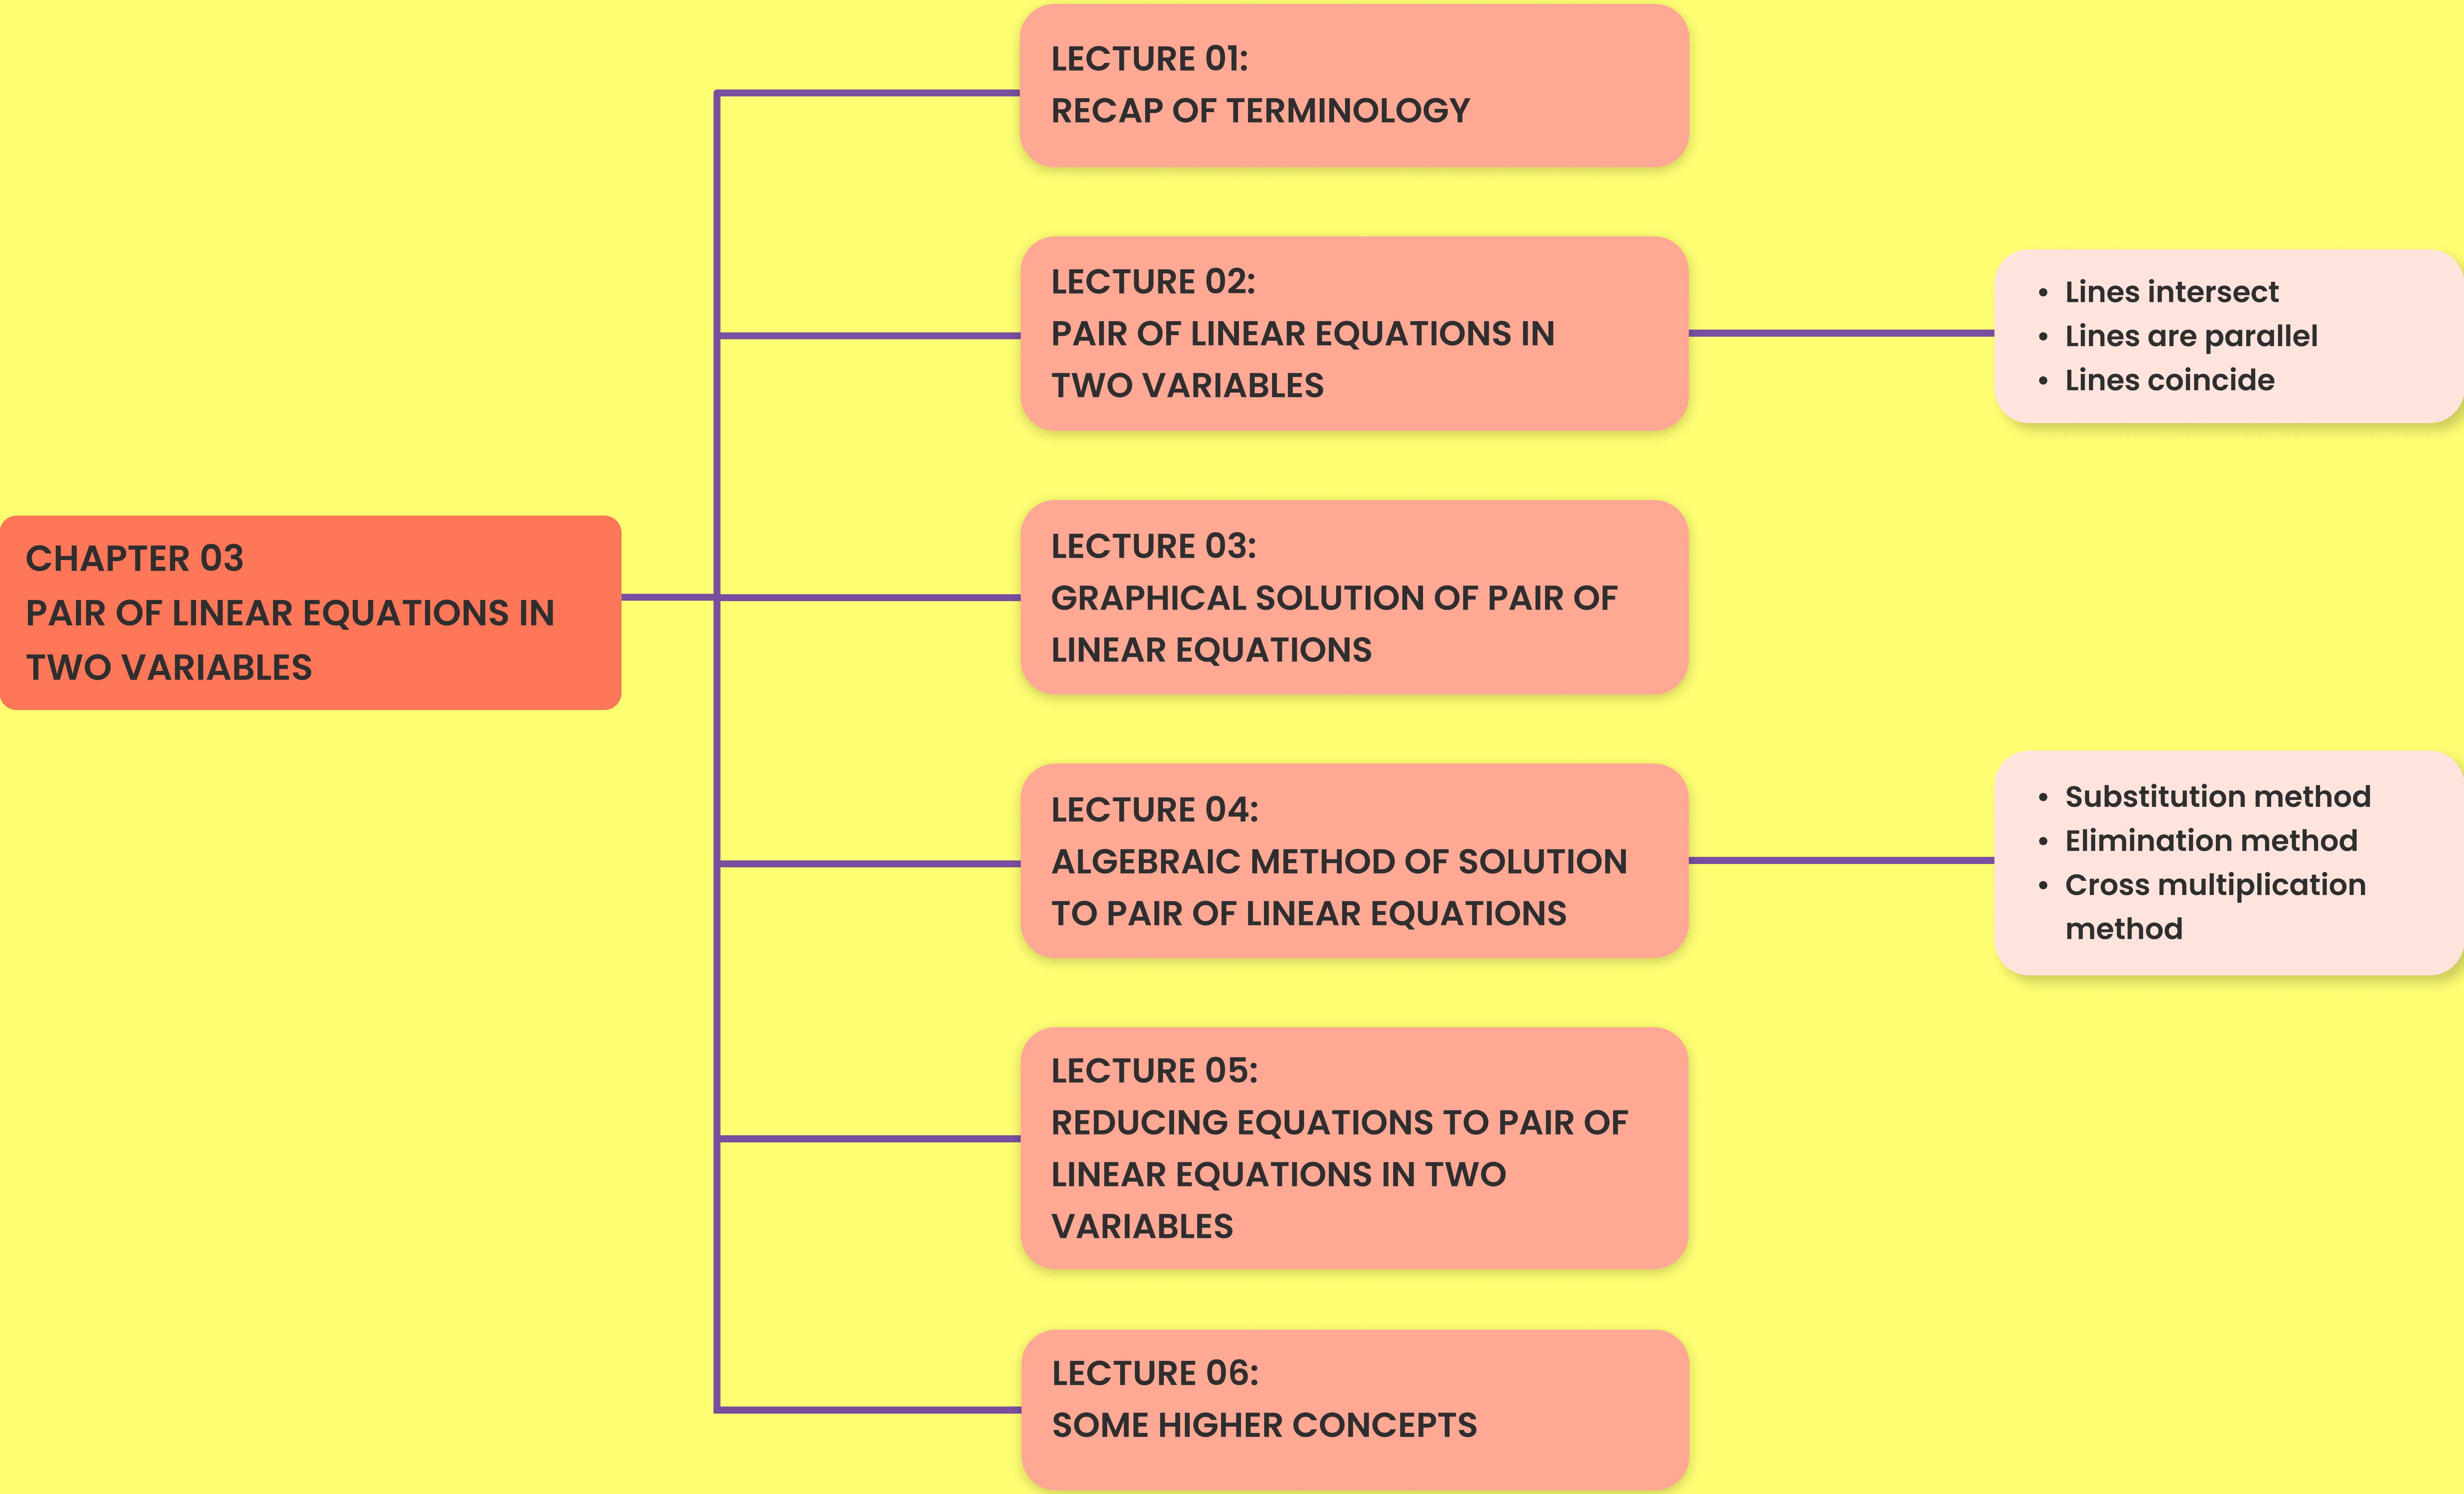 CHAPTER 03
PAIR OF LINEAR EQUATIONS IN
TWO VARIABLES
LECTURE 01:
RECAP OF TERMINOLOGY
LECTURE 02:
PAIR OF LINEAR EQUATIONS IN
TWO VARIABLES
• Lines intersect
• Lines are parallel
• Lines coincide
LECTURE 03:
GRAPHICAL SOLUTION OF PAIR OF
LINEAR EQUATIONS
LECTURE 04:
ALGEBRAIC METHOD OF SOLUTION
TO PAIR OF LINEAR EQUATIONS
• Substitution method
• Elimination method
• Cross multiplication
method
LECTURE 05:
REDUCING EQUATIONS TO PAIR OF
LINEAR EQUATIONS IN TWO
VARIABLES
LECTURE 06:
SOME HIGHER CONCEPTS